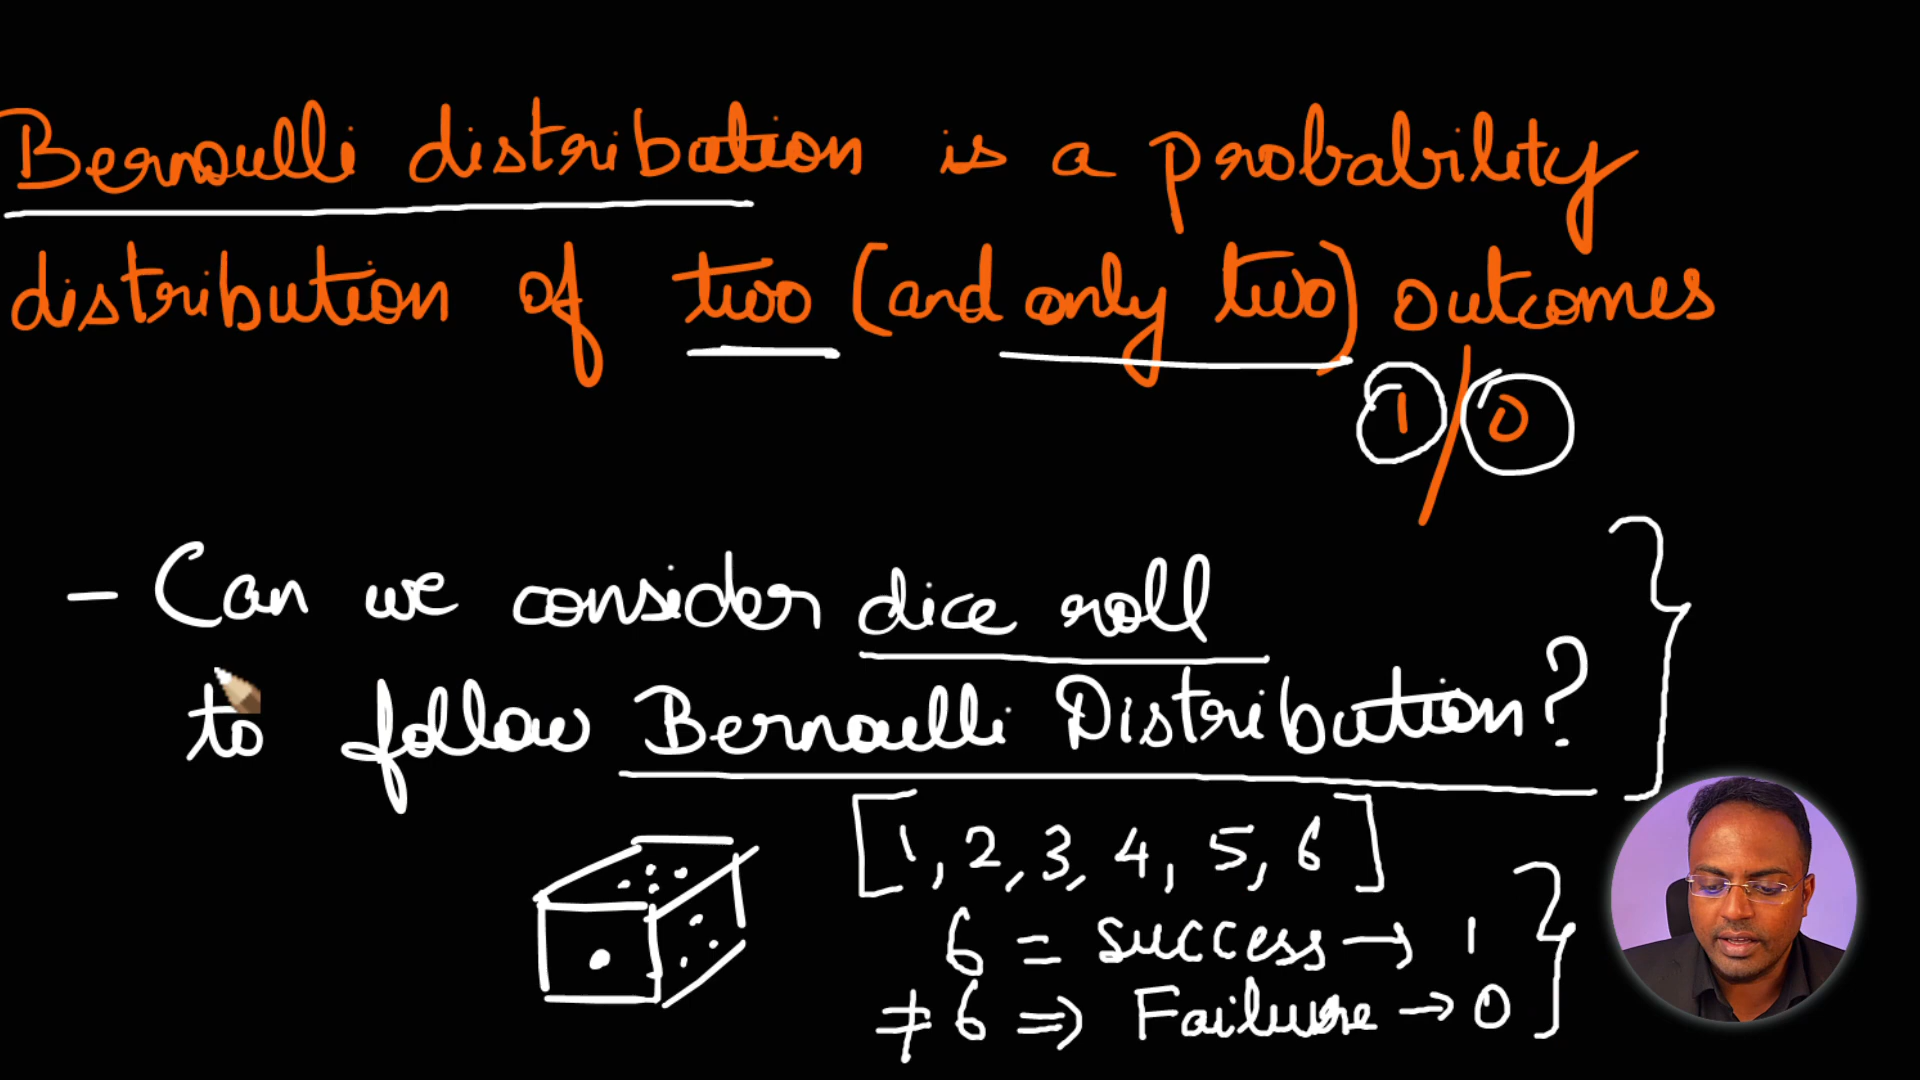 Bernoulli distribution is a probability
distribution of two (and only two) outcomes
1/0
- Can we consider dice roll
to follow Bernoulli Distribution?
[1, 2, 3, 4, 5, 6]
6 = success → 1
≠ 6 ⇒ Failure → 0